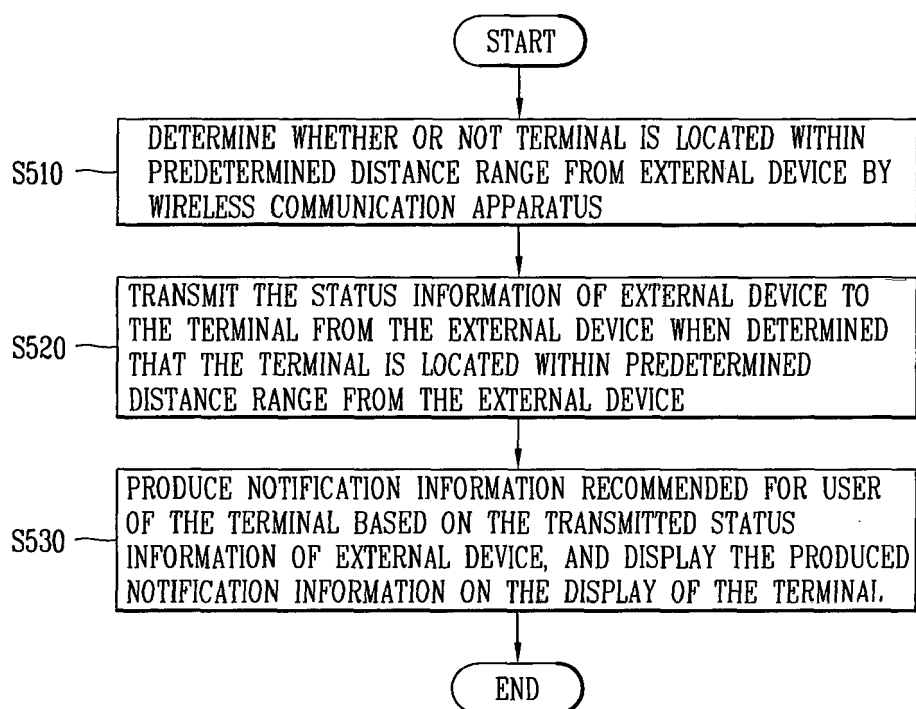 START
S510
DETERMINE WHETHER OR NOT TERMINAL IS LOCATED WITHIN
PREDETERMINED DISTANCE RANGE FROM EXTERNAL DEVICE BY
WIRELESS COMMUNICATION APPARATUS
S520
TRANSMIT THE STATUS INFORMATION OF EXTERNAL DEVICE TO
THE TERMINAL FROM THE EXTERNAL DEVICE WHEN DETERMINED
THAT THE TERMINAL IS LOCATED WITHIN PREDETERMINED
DISTANCE RANGE FROM THE EXTERNAL DEVICE
S530
PRODUCE NOTIFICATION INFORMATION RECOMMENDED FOR USER
OF THE TERMINAL BASED ON THE TRANSMITTED STATUS
INFORMATION OF EXTERNAL DEVICE, AND DISPLAY THE PRODUCED
NOTIFICATION INFORMATION ON THE DISPLAY OF THE TERMINAL.
END